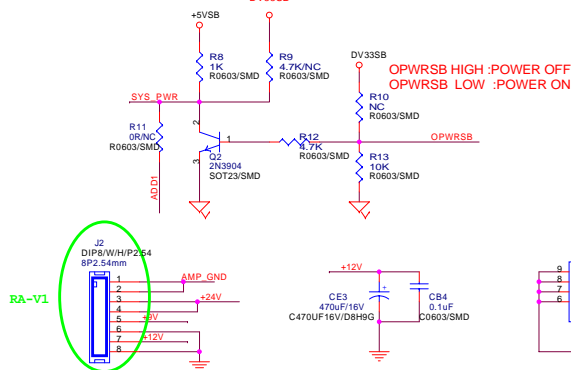 +5VSB
R8
1K
R0603/SMD
R9
4.7K/NC
R0603/SMD
DV33SB
OPWRSB HIGH :POWER OFF
OPWRSB LOW :POWER ON
SYS_PWR
R10
NC
R0603/SMD
R11
0R/NC
R0603/SMD
2
1
3
Q2
2N3904
SOT23/SMD
R12
4.7K
R0603/SMD
OPWRSB
R13
10K
R0603/SMD
ADD1
J2
DIP8/W/H/P2.54
8P2.54mm
RA-V1
1
2
3
4
5
6
7
8
AMP_GND
+24V
+9V
+12V
+12V
+
CE3
470uF/16V
C470UF16V/D8H9G
CB4
0.1uF
C0603/SMD
9
8
7
6